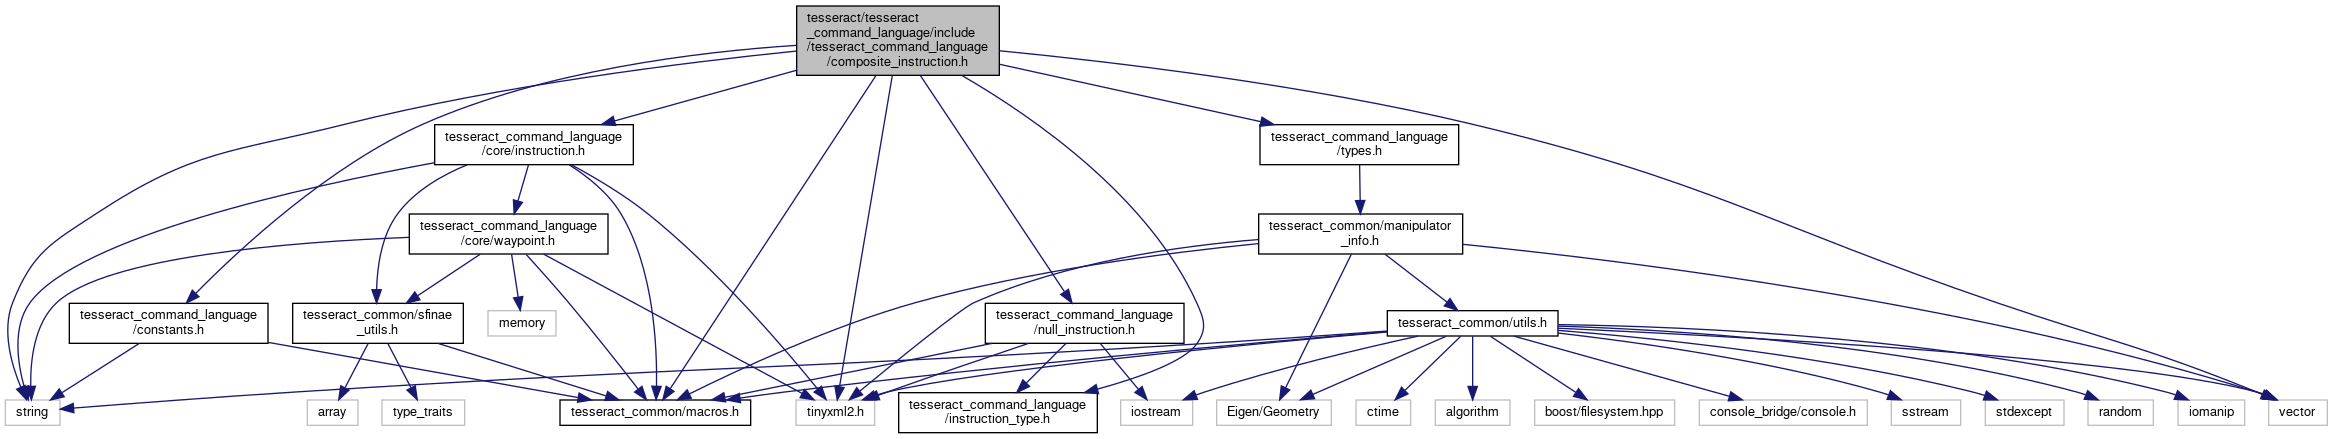 tesseract/tesseract
_command_language/include
/tesseract_command_language
/composite_instruction.h
tesseract_command_language
/core/instruction.h
tesseract_command_language
/types.h
tesseract_command_language
/core/waypoint.h
tesseract_common/manipulator
_info.h
tesseract_command_language
/constants.h
tesseract_common/sfinae
_utils.h
memory
tesseract_command_language
/null_instruction.h
tesseract_common/utils.h
string
array
type_traits
tesseract_common/macros.h
tinyxml2.h
tesseract_command_language
/instruction_type.h
iostream
Eigen/Geometry
ctime
algorithm
boost/filesystem.hpp
console_bridge/console.h
sstream
stdexcept
random
iomanip
vector